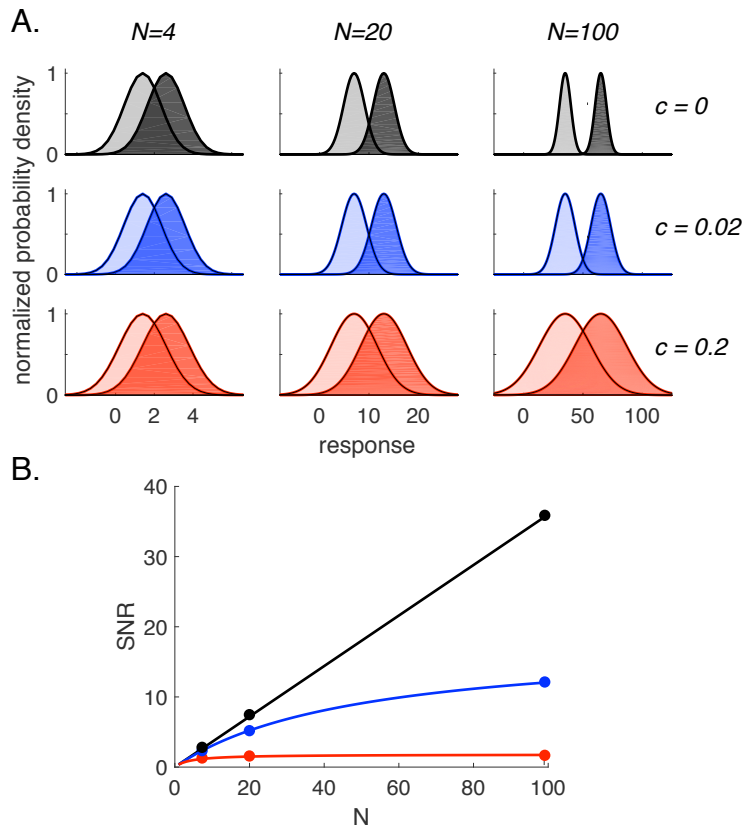 A.
N=4 N=20 N=100
normalized probability density
1
0
c = 0
1
0
c = 0.02
1
0
c = 0.2
0 2 4 0 10 20 0 50 100
response
B.
40
30
20
10
0
SNR
0 20 40 60 80 100
N